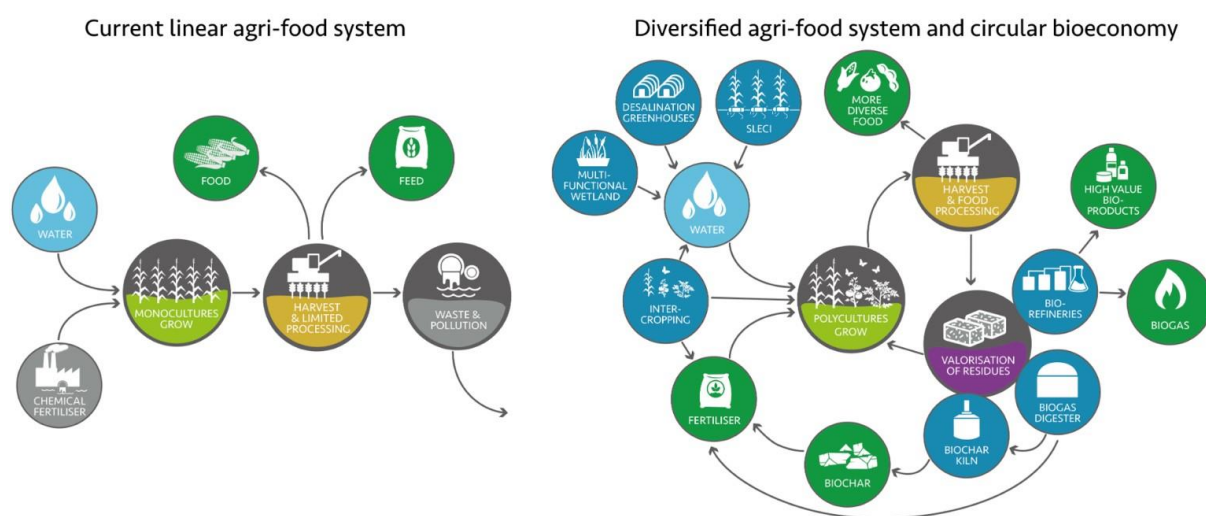 Current linear agri-food system
WATER
CHEMICAL
FERTILISER
MONOCULTURES
GROW
FOOD
HARVEST
& LIMITED
PROCESSING
FEED
WASTE &
POLLUTION
Diversified agri-food system and circular bioeconomy
DESALINATION
GREENHOUSES
SLECI
MULTI-
FUNCTIONAL
WETLAND
WATER
INTER-
CROPPING
FERTILISER
POLYCULTURES
GROW
MORE
DIVERSE
FOOD
HARVEST
& FOOD
PROCESSING
VALORISATION
OF RESIDUES
BIO-
REFINERIES
HIGH VALUE
BIO-
PRODUCTS
BIOGAS
BIOGAS
DIGESTER
BIOCHAR
KILN
BIOCHAR